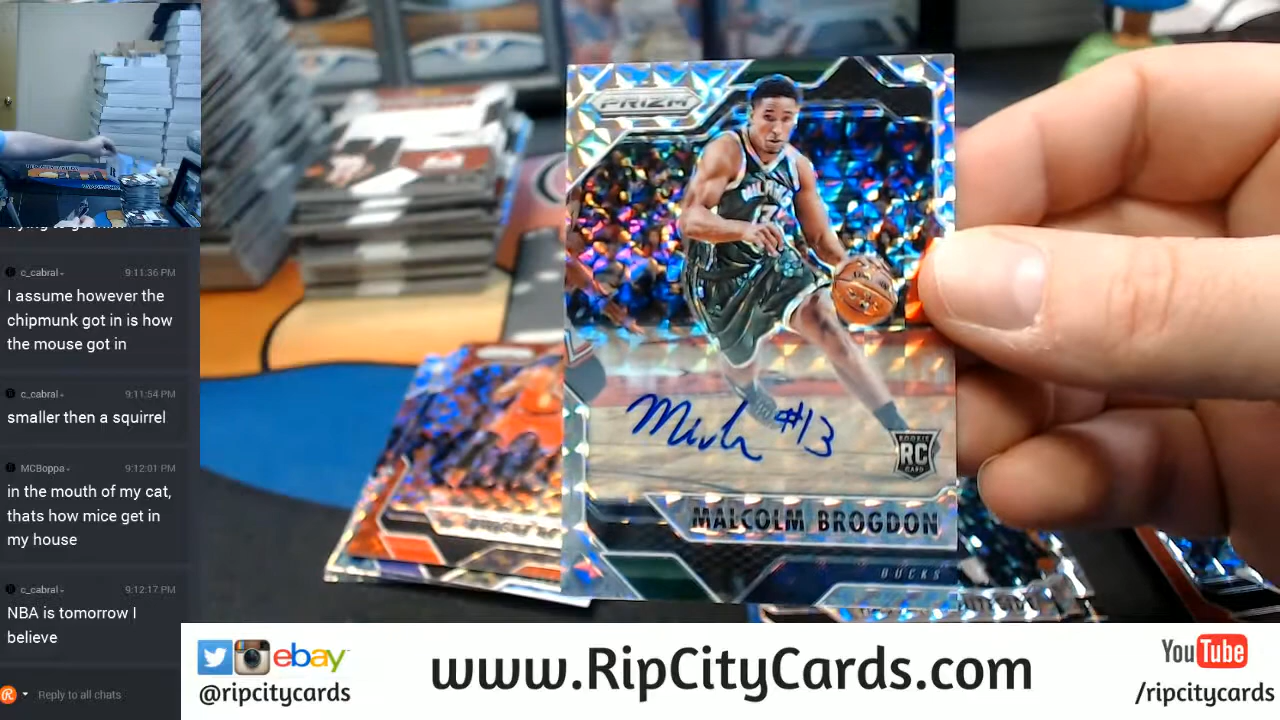 c_cabral
9:11:36 PM
I assume however the
chipmunk got in is how
the mouse got in
c_cabral
9:11:54 PM
smaller then a squirrel
MCBoppa
9:12:01 PM
in the mouth of my cat,
thats how mice get in
my house
c_cabral
9:12:17 PM
NBA is tomorrow I
believe
Reply to all chats
PRIZM
#13
ROOKIE
RC
CARD
MALCOLM BROGDON
BUCKS
ebay
@ripcitycards
www.RipCityCards.com
YouTube
/ripcitycards